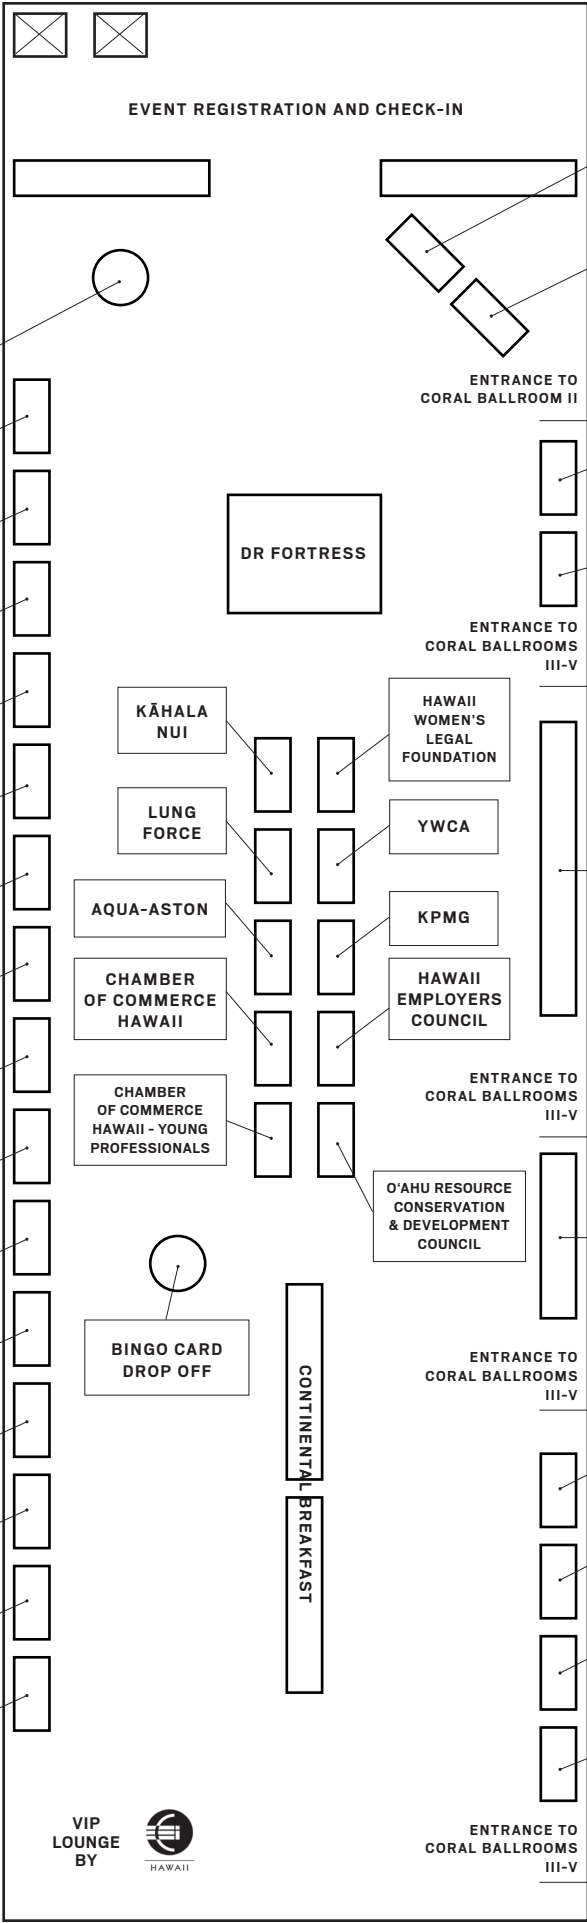 EVENT REGISTRATION AND CHECK-IN
ENTRANCE TO
CORAL BALLROOM II
DR FORTRESS
ENTRANCE TO
CORAL BALLROOMS
III-V
KĀHALA
NUI
HAWAII
WOMEN'S
LEGAL
FOUNDATION
LUNG
FORCE
YWCA
AQUA-ASTON
KPMG
CHAMBER
OF COMMERCE
HAWAII
HAWAII
EMPLOYERS
COUNCIL
CHAMBER
OF COMMERCE
HAWAII - YOUNG
PROFESSIONALS
ENTRANCE TO
CORAL BALLROOMS
III-V
OʻAHU RESOURCE
CONSERVATION
& DEVELOPMENT
COUNCIL
BINGO CARD
DROP OFF
CONTINENTAL BREAKFAST
ENTRANCE TO
CORAL BALLROOMS
III-V
VIP
LOUNGE
BY
HAWAII
ENTRANCE TO
CORAL BALLROOMS
III-V